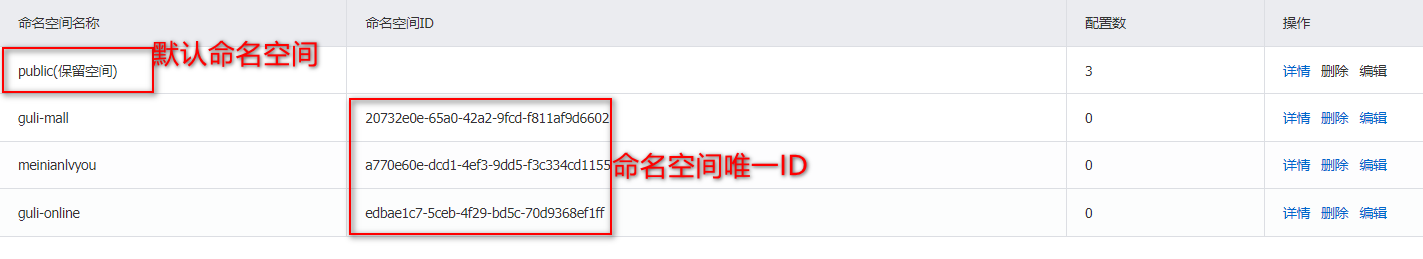 命名空间名称 命名空间ID 配置数 操作
public(保留空间) 默认命名空间 3 详情 删除 编辑
guli-mall 20732e0e-65a0-42a2-9fcd-f811af9d6602 0 详情 删除 编辑
meinianlvyou a770e60e-dcd1-4ef3-9dd5-f3c334cd1155 命名空间唯一ID 0 详情 删除 编辑
guli-online edbae1c7-5ceb-4f29-bd5c-70d9368ef1ff 0 详情 删除 编辑